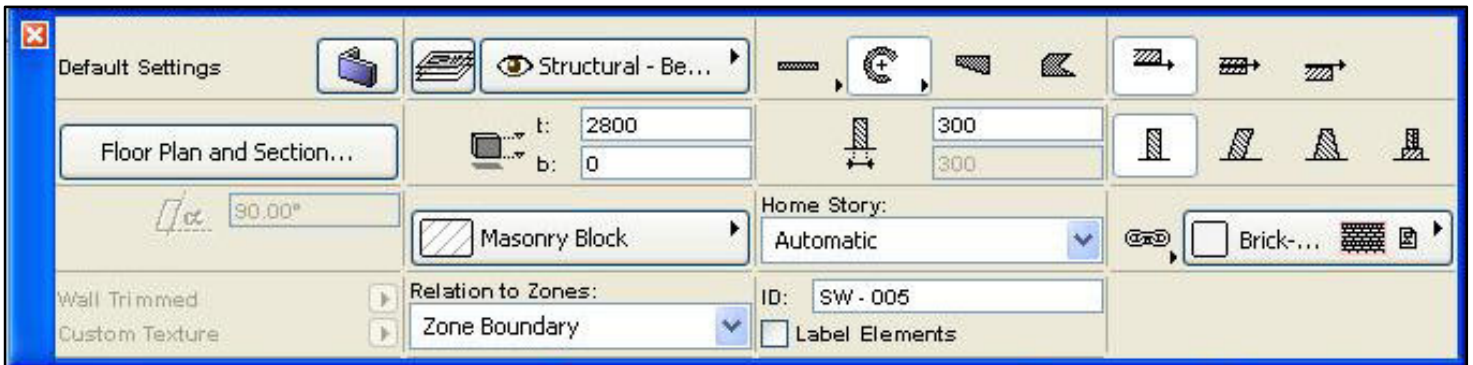 Default Settings
Structural - Be...
Floor Plan and Section...
t: 2800
b: 0
300
300
α 90.00°
Masonry Block
Home Story:
Automatic
Brick-...
Wall Trimmed
Custom Texture
Relation to Zones:
Zone Boundary
ID: SW - 005
Label Elements